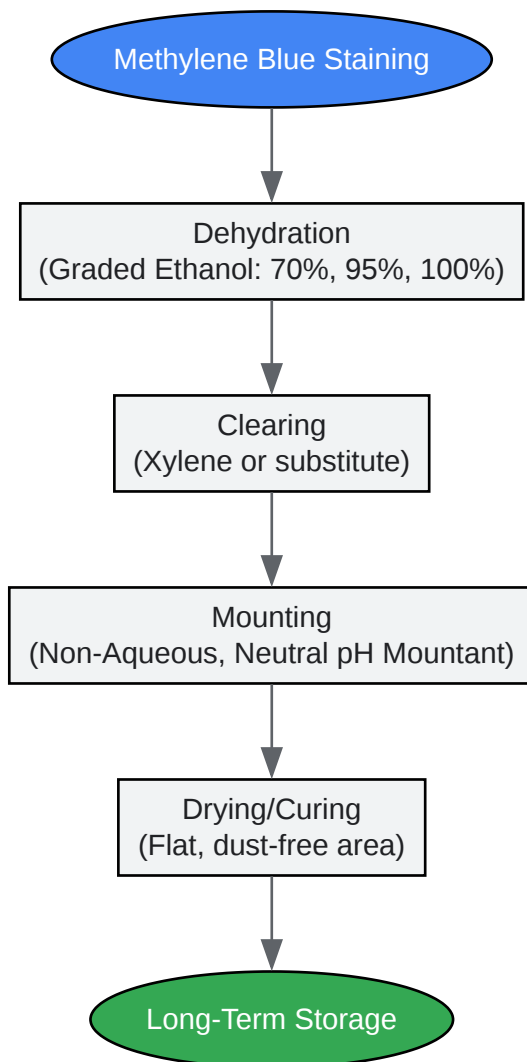 Methylene Blue Staining
Dehydration
(Graded Ethanol: 70%, 95%, 100%)
Clearing
(Xylene or substitute)
Mounting
(Non-Aqueous, Neutral pH Mountant)
Drying/Curing
(Flat, dust-free area)
Long-Term Storage